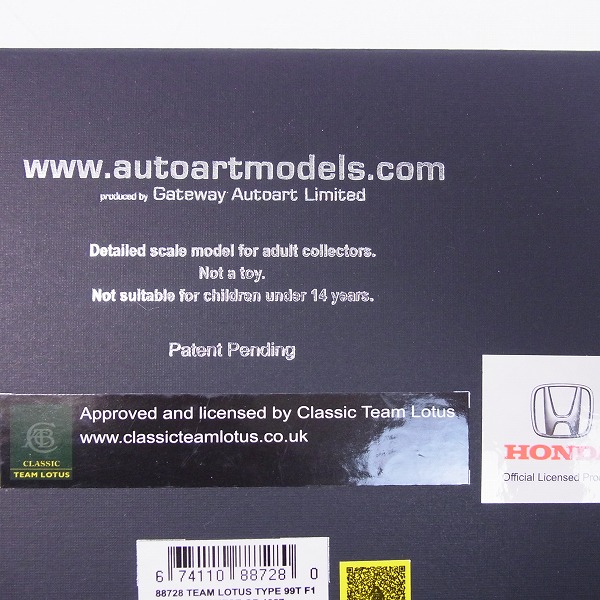 www.autoartmodels.com
produced by Gateway Autoart Limited
Detailed scale model for adult collectors.
Not a toy.
Not suitable for children under 14 years.
Patent Pending
Approved and licensed by Classic Team Lotus
www.classicteamlotus.co.uk
CLASSIC
TEAM LOTUS
HONDA
Official Licensed
6 74110 88728 0
88728 TEAM LOTUS TYPE 99T F1